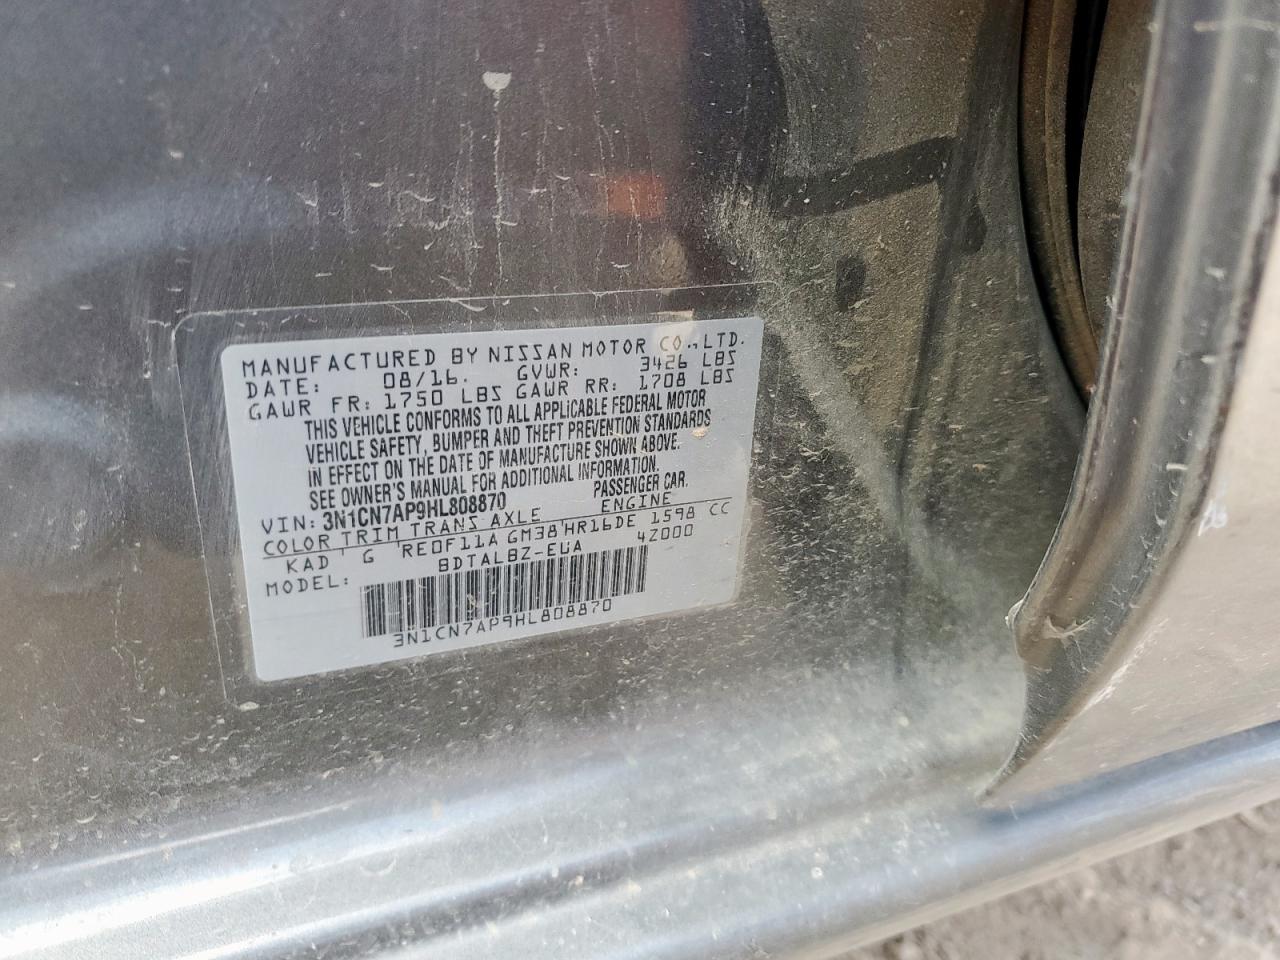 MANUFACTURED BY NISSAN MOTOR CO., LTD.
DATE: 08/16. GVWR: 3426 LBS
GAWR FR: 1750 LBS GAWR RR: 1708 LBS
THIS VEHICLE CONFORMS TO ALL APPLICABLE FEDERAL MOTOR
VEHICLE SAFETY, BUMPER AND THEFT PREVENTION STANDARDS
IN EFFECT ON THE DATE OF MANUFACTURE SHOWN ABOVE.
SEE OWNER'S MANUAL FOR ADDITIONAL INFORMATION.
VIN: 3N1CN7AP9HL808870 PASSENGER CAR.
COLOR TRIM TRANS AXLE ENGINE
KAD G RE0F11A GM38 HR16DE 1598 CC
MODEL: BDTALBZ-EUA 4Z000
3N1CN7AP9HL808870